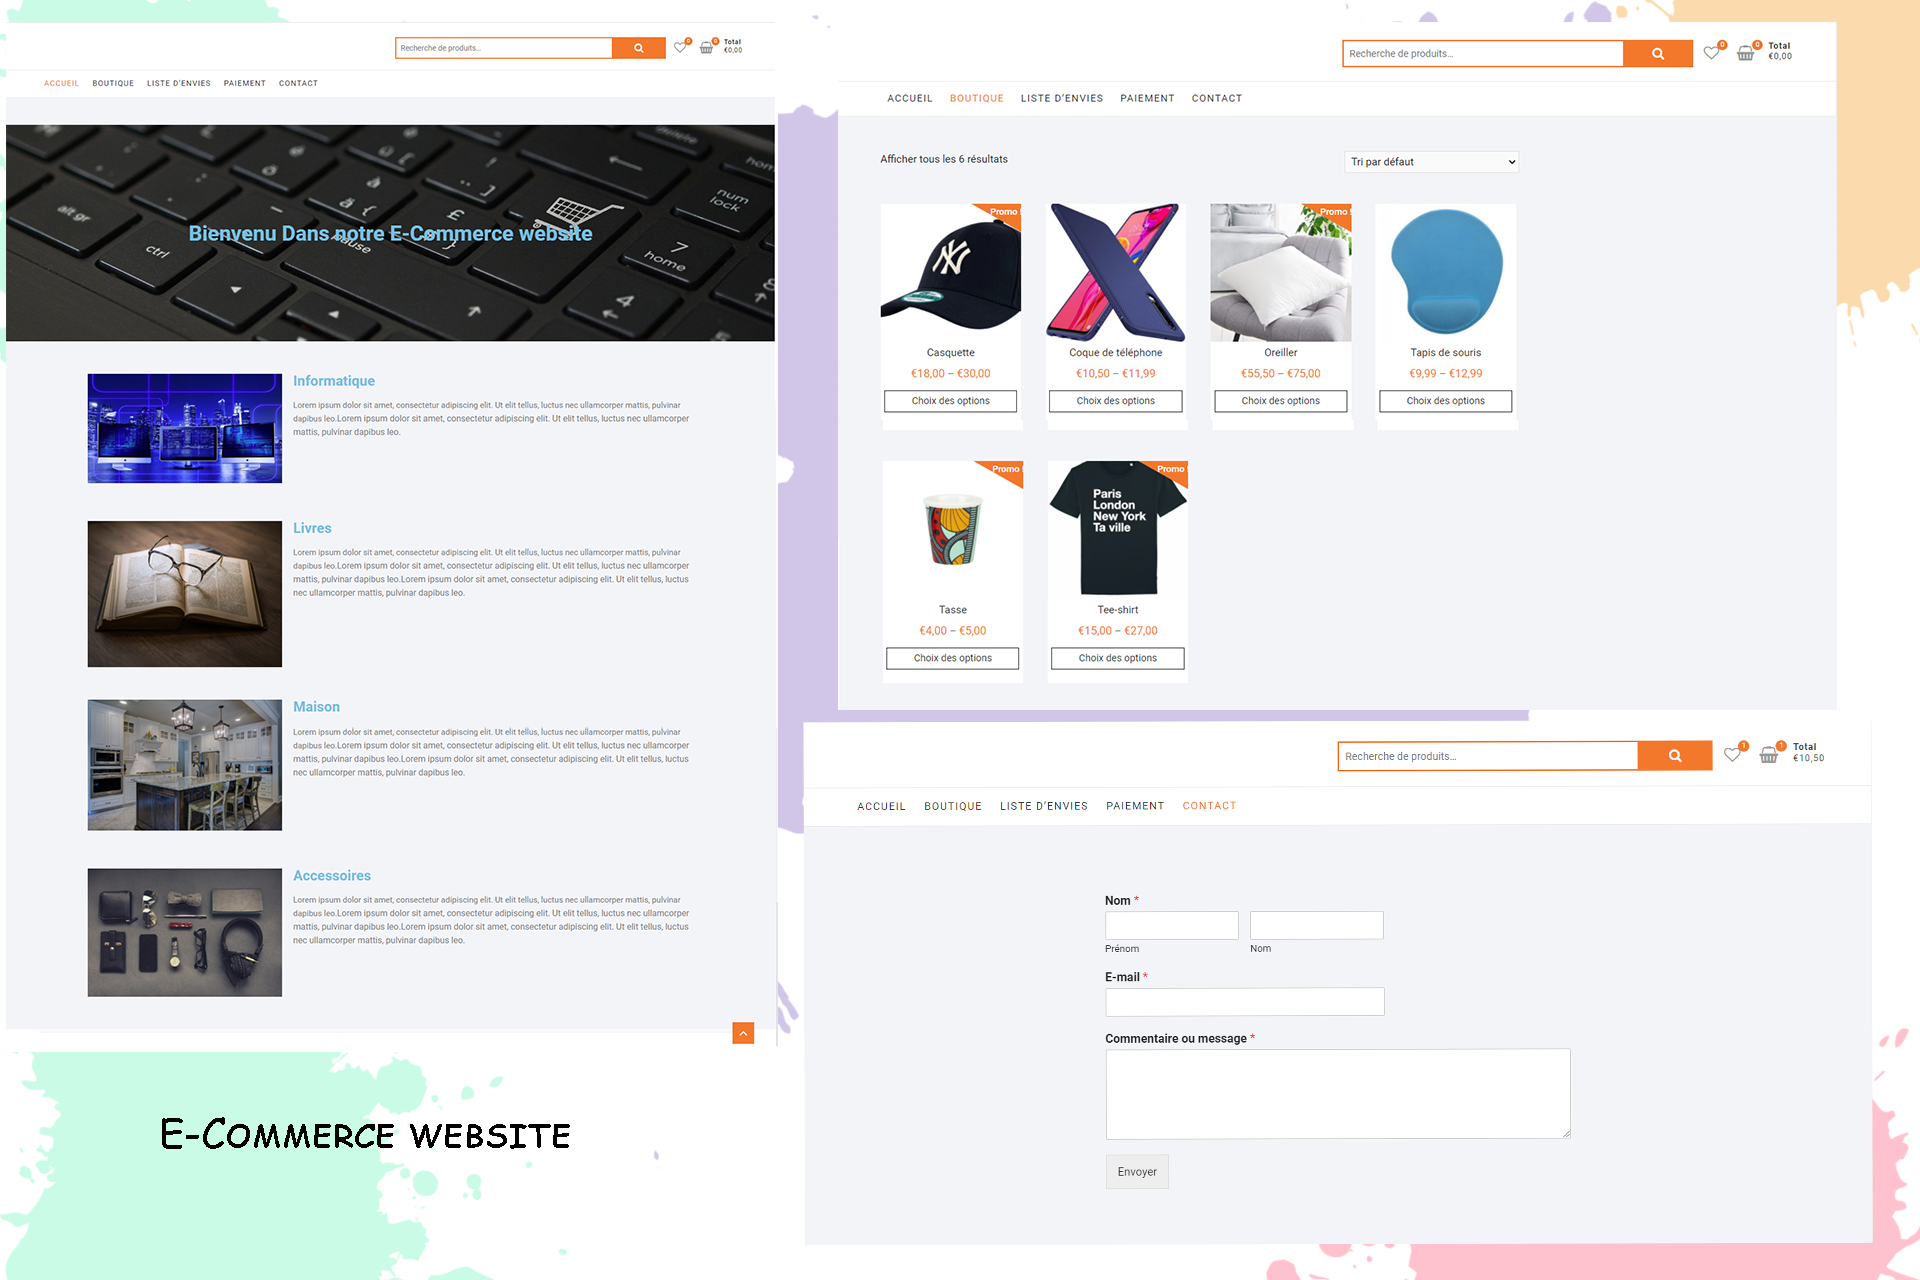 Recherche de produits...
0
0
Total
€0,00
ACCUEIL BOUTIQUE LISTE D'ENVIES PAIEMENT CONTACT
alt gr
ctrl
pause
£
num
lock
7
home
4
8
Bienvenu Dans notre E-Commerce website
Informatique
Lorem ipsum dolor sit amet, consectetur adipiscing elit. Ut elit tellus, luctus nec ullamcorper mattis, pulvinar
dapibus leo.Lorem ipsum dolor sit amet, consectetur adipiscing elit. Ut elit tellus, luctus nec ullamcorper
mattis, pulvinar dapibus leo.
Livres
Lorem ipsum dolor sit amet, consectetur adipiscing elit. Ut elit tellus, luctus nec ullamcorper mattis, pulvinar
dapibus leo.Lorem ipsum dolor sit amet, consectetur adipiscing elit. Ut elit tellus, luctus nec ullamcorper
mattis, pulvinar dapibus leo.Lorem ipsum dolor sit amet, consectetur adipiscing elit. Ut elit tellus, luctus
nec ullamcorper mattis, pulvinar dapibus leo.
Maison
Lorem ipsum dolor sit amet, consectetur adipiscing elit. Ut elit tellus, luctus nec ullamcorper mattis, pulvinar
dapibus leo.Lorem ipsum dolor sit amet, consectetur adipiscing elit. Ut elit tellus, luctus nec ullamcorper
mattis, pulvinar dapibus leo.Lorem ipsum dolor sit amet, consectetur adipiscing elit. Ut elit tellus, luctus
nec ullamcorper mattis, pulvinar dapibus leo.
Accessoires
Lorem ipsum dolor sit amet, consectetur adipiscing elit. Ut elit tellus, luctus nec ullamcorper mattis, pulvinar
dapibus leo.Lorem ipsum dolor sit amet, consectetur adipiscing elit. Ut elit tellus, luctus nec ullamcorper
mattis, pulvinar dapibus leo.Lorem ipsum dolor sit amet, consectetur adipiscing elit. Ut elit tellus, luctus
nec ullamcorper mattis, pulvinar dapibus leo.
E-Commerce website
Recherche de produits...
0
0
Total
€0,00
ACCUEIL BOUTIQUE LISTE D'ENVIES PAIEMENT CONTACT
Afficher tous les 6 résultats
Tri par défaut
Promo !
NY
Casquette
€18,00 – €30,00
Choix des options
Coque de téléphone
€10,50 – €11,99
Choix des options
Promo !
Oreiller
€55,50 – €75,00
Choix des options
Tapis de souris
€9,99 – €12,99
Choix des options
Promo !
Tasse
€4,00 – €5,00
Choix des options
Promo !
Paris
London
New York
Ta ville
Tee-shirt
€15,00 – €27,00
Choix des options
Recherche de produits...
1
1
Total
€10,50
ACCUEIL BOUTIQUE LISTE D'ENVIES PAIEMENT CONTACT
Nom *
Prénom
Nom
E-mail *
Commentaire ou message *
Envoyer